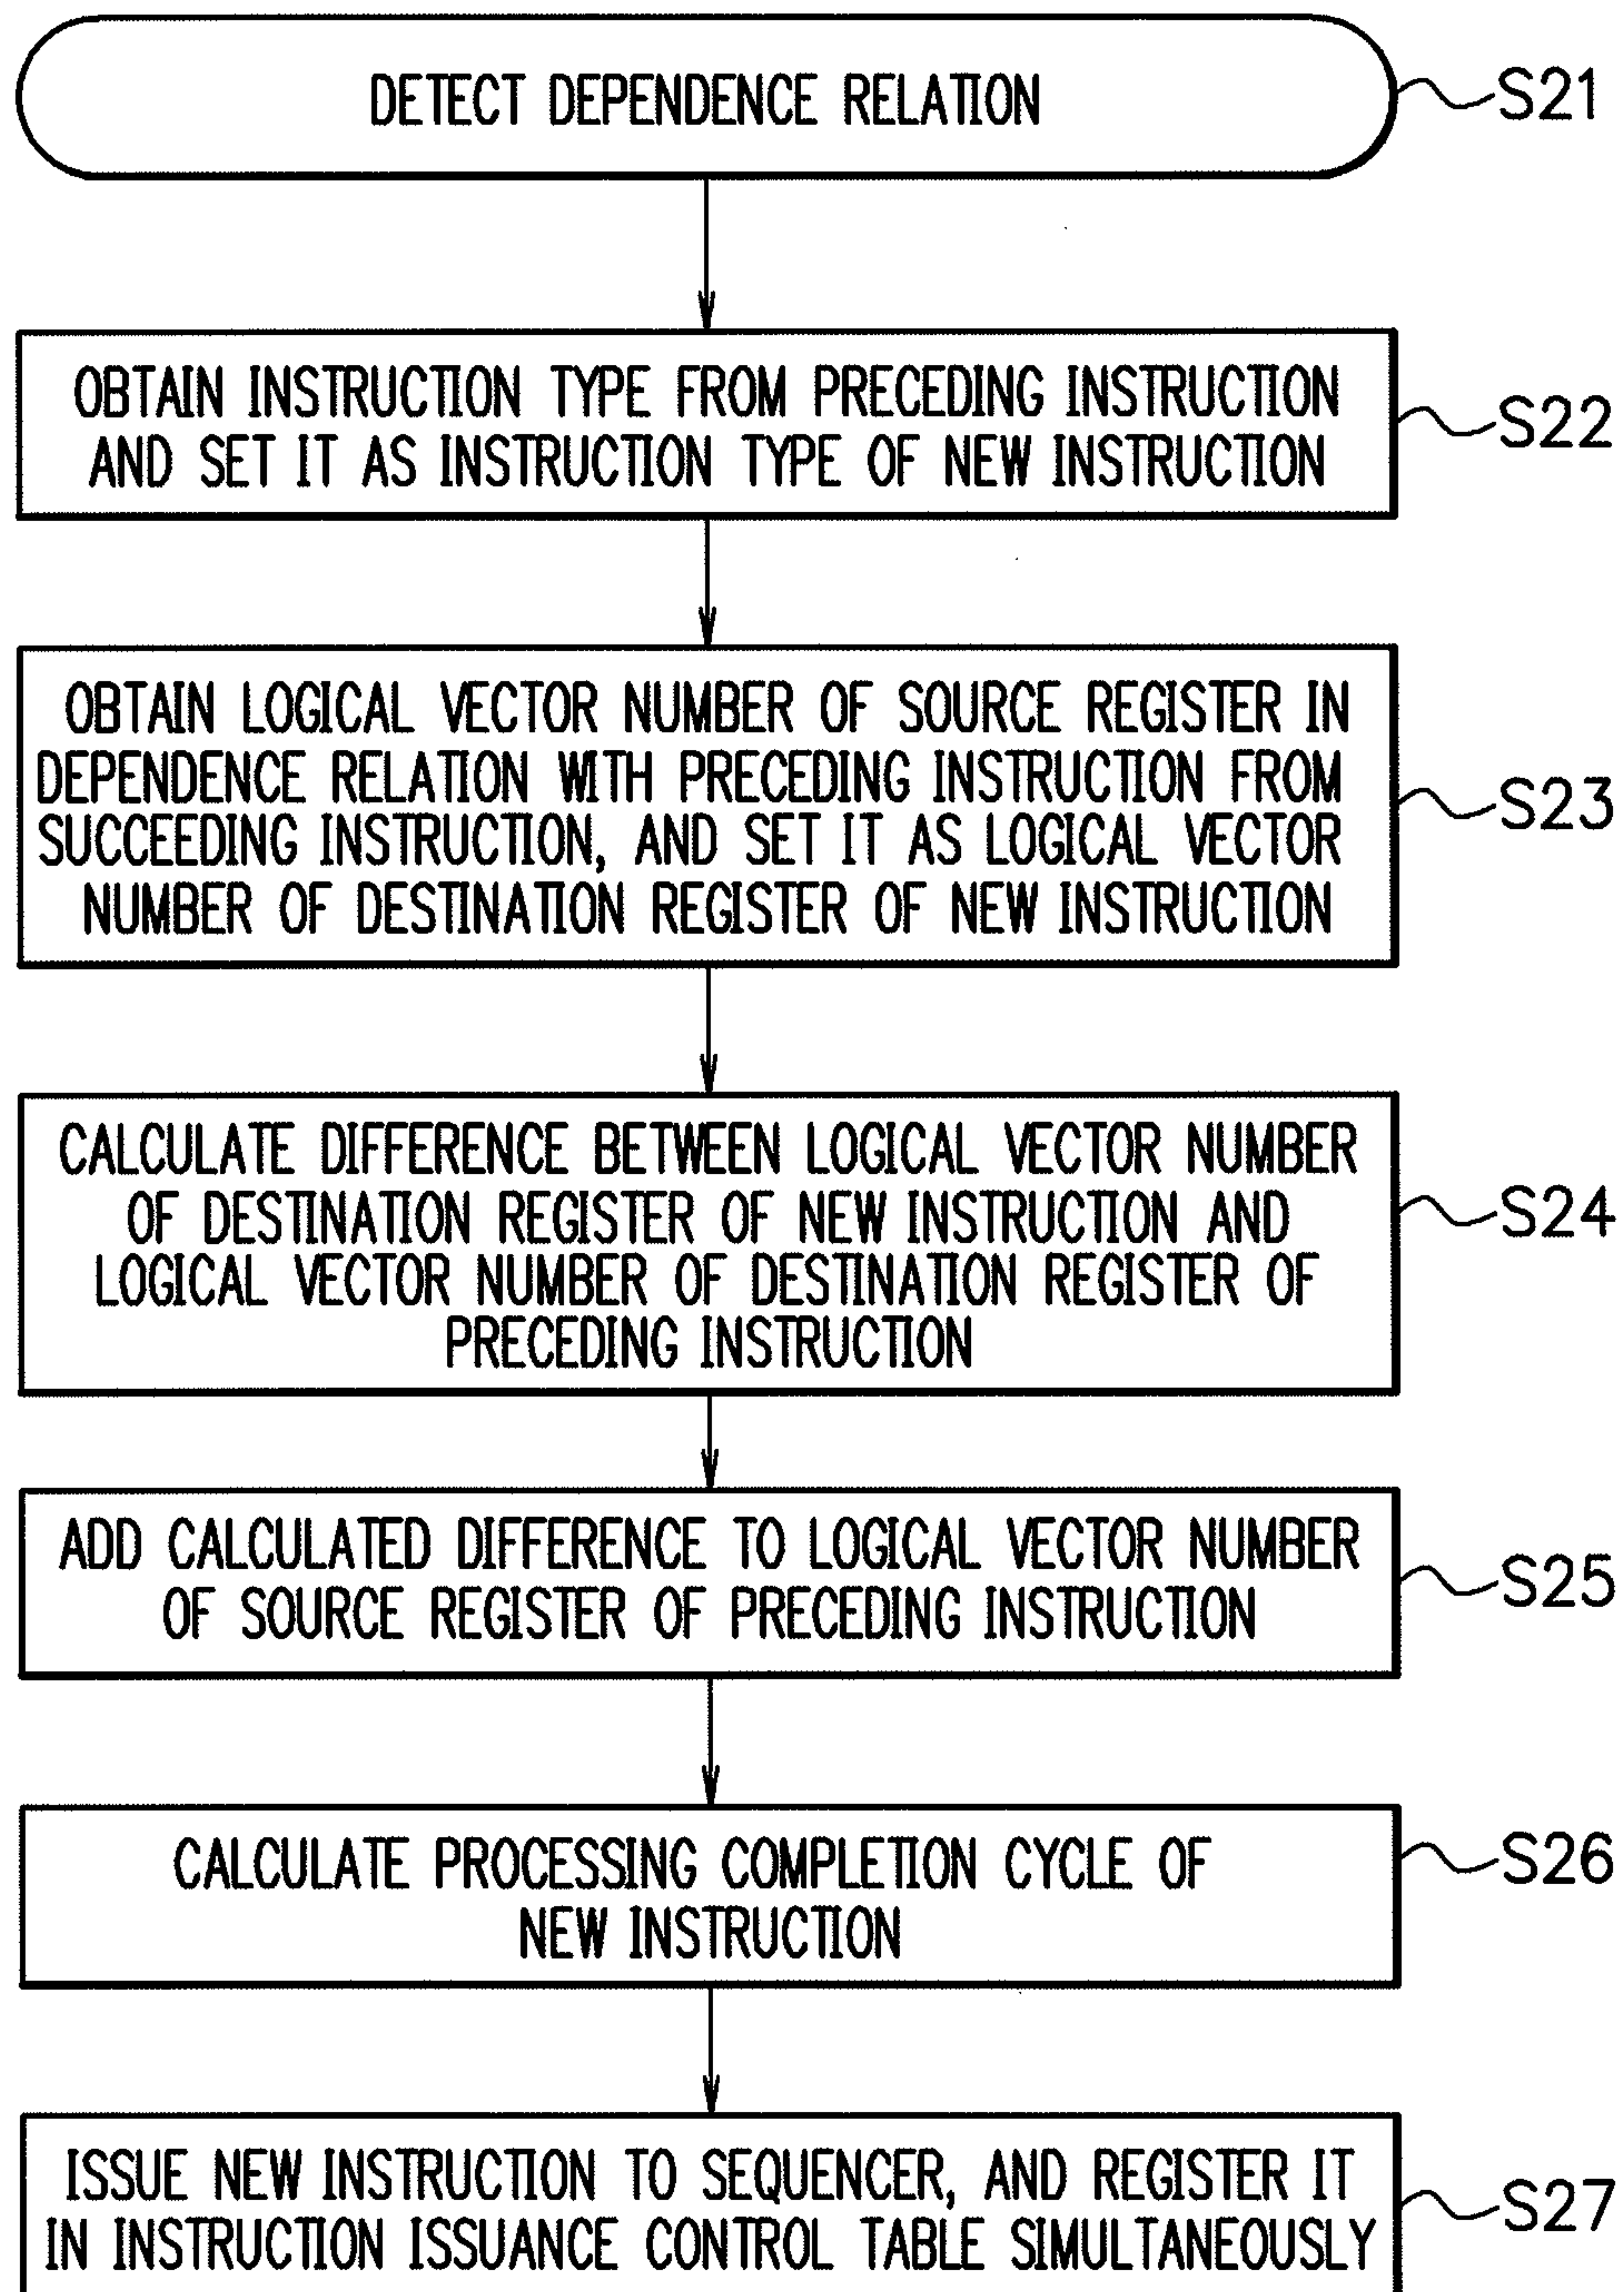 DETECT DEPENDENCE RELATION
S21
OBTAIN INSTRUCTION TYPE FROM PRECEDING INSTRUCTION
AND SET IT AS INSTRUCTION TYPE OF NEW INSTRUCTION
S22
OBTAIN LOGICAL VECTOR NUMBER OF SOURCE REGISTER IN
DEPENDENCE RELATION WITH PRECEDING INSTRUCTION FROM
SUCCEEDING INSTRUCTION, AND SET IT AS LOGICAL VECTOR
NUMBER OF DESTINATION REGISTER OF NEW INSTRUCTION
S23
CALCULATE DIFFERENCE BETWEEN LOGICAL VECTOR NUMBER
OF DESTINATION REGISTER OF NEW INSTRUCTION AND
LOGICAL VECTOR NUMBER OF DESTINATION REGISTER OF
PRECEDING INSTRUCTION
S24
ADD CALCULATED DIFFERENCE TO LOGICAL VECTOR NUMBER
OF SOURCE REGISTER OF PRECEDING INSTRUCTION
S25
CALCULATE PROCESSING COMPLETION CYCLE OF
NEW INSTRUCTION
S26
ISSUE NEW INSTRUCTION TO SEQUENCER, AND REGISTER IT
IN INSTRUCTION ISSUANCE CONTROL TABLE SIMULTANEOUSLY
S27